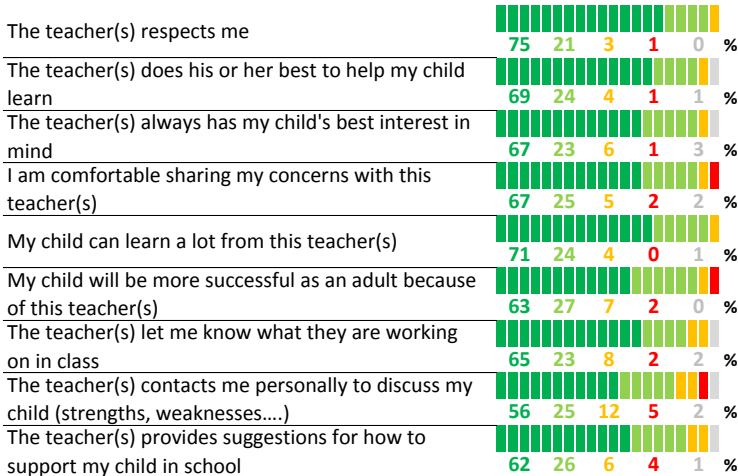 The teacher(s) respects me
75 21 3 1 0 %
The teacher(s) does his or her best to help my child
learn
69 24 4 1 1 %
The teacher(s) always has my child's best interest in
mind
67 23 6 1 3 %
I am comfortable sharing my concerns with this
teacher(s)
67 25 5 2 2 %
My child can learn a lot from this teacher(s)
71 24 4 0 1 %
My child will be more successful as an adult because
of this teacher(s)
63 27 7 2 0 %
The teacher(s) let me know what they are working
on in class
65 23 8 2 2 %
The teacher(s) contacts me personally to discuss my
child (strengths, weaknesses....)
56 25 12 5 2 %
The teacher(s) provides suggestions for how to
support my child in school
62 26 6 4 1 %